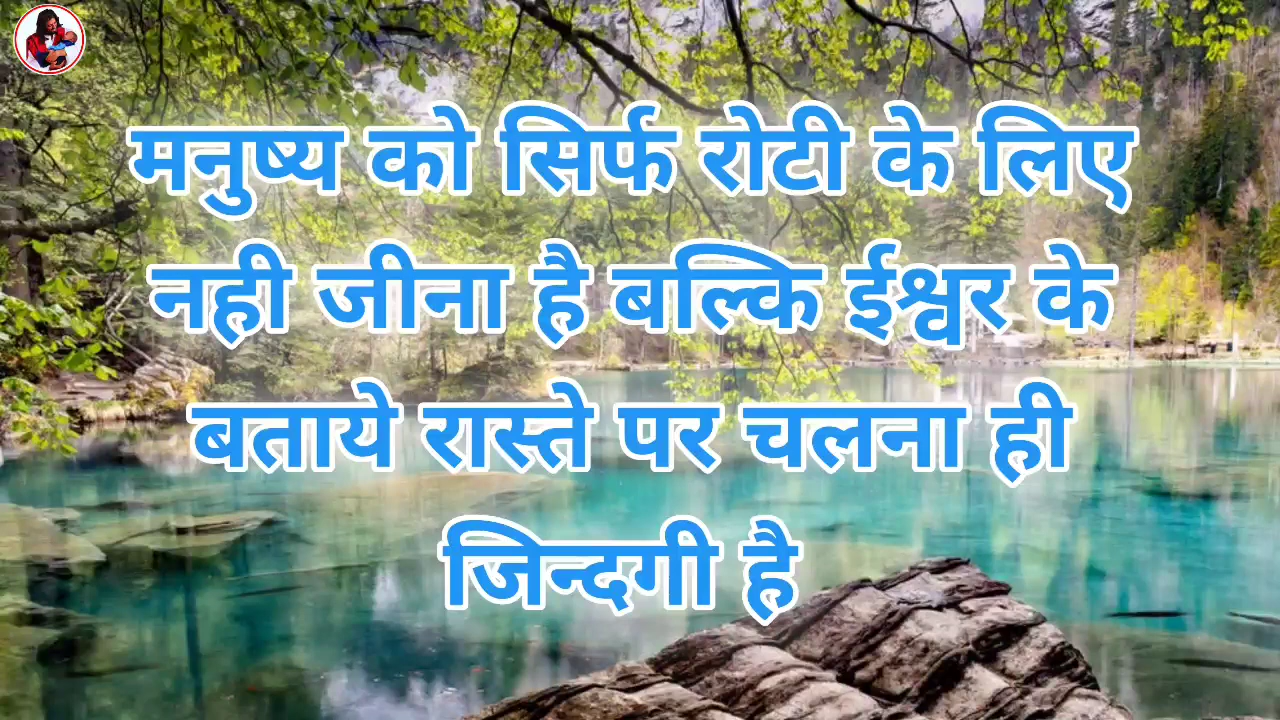 मनुष्य को सिर्फ रोटी के लिए
नही जीना है बल्कि ईश्वर के
बताये रास्ते पर चलना ही
जिन्दगी है